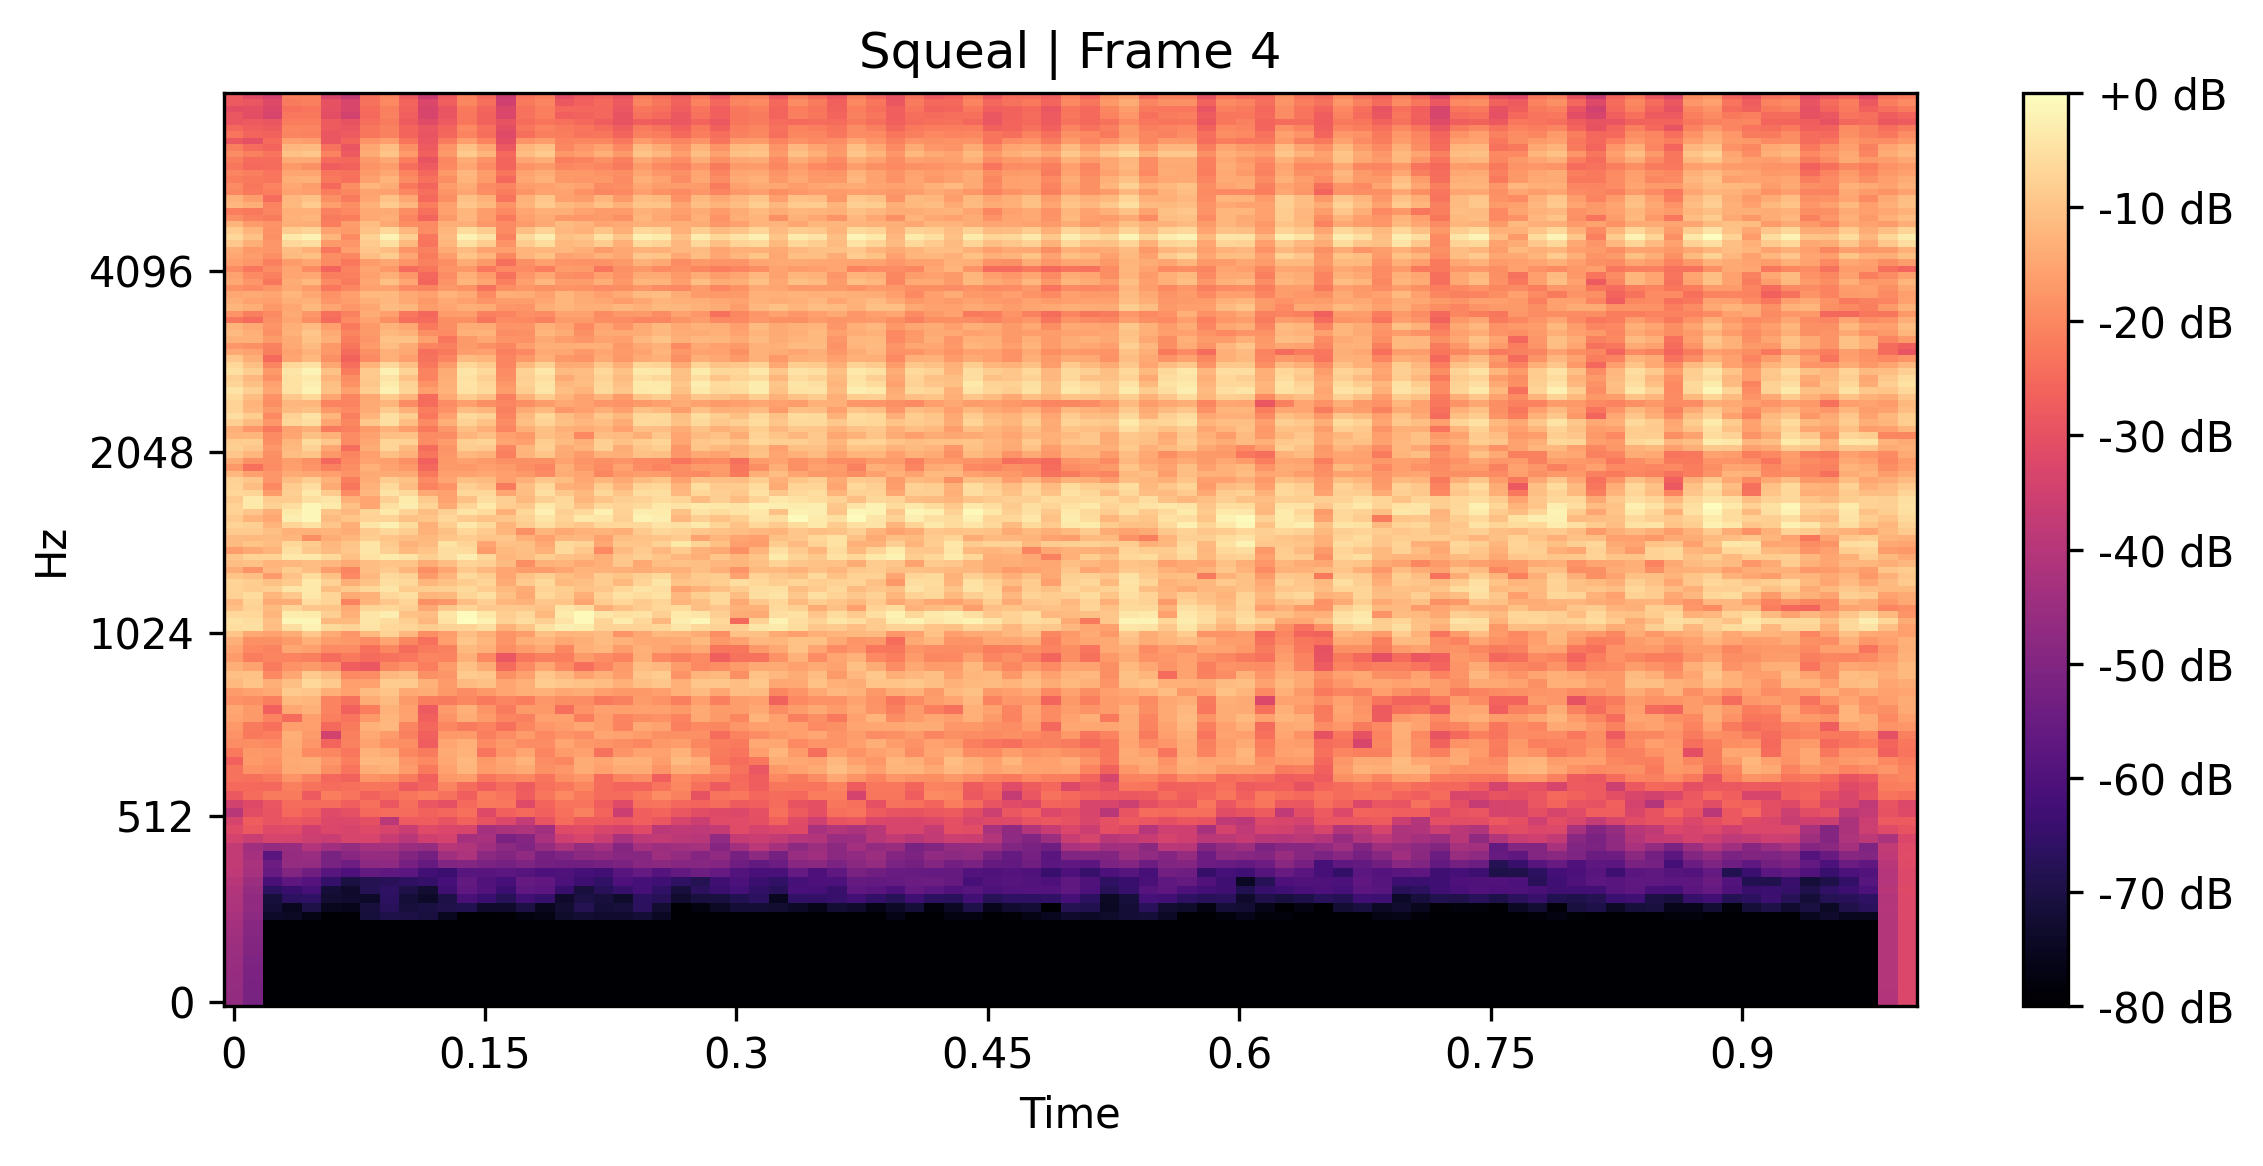 Squeal | Frame 4
Hz
4096
2048
1024
512
0
0 0.15 0.3 0.45 0.6 0.75 0.9
Time
+0 dB
-10 dB
-20 dB
-30 dB
-40 dB
-50 dB
-60 dB
-70 dB
-80 dB